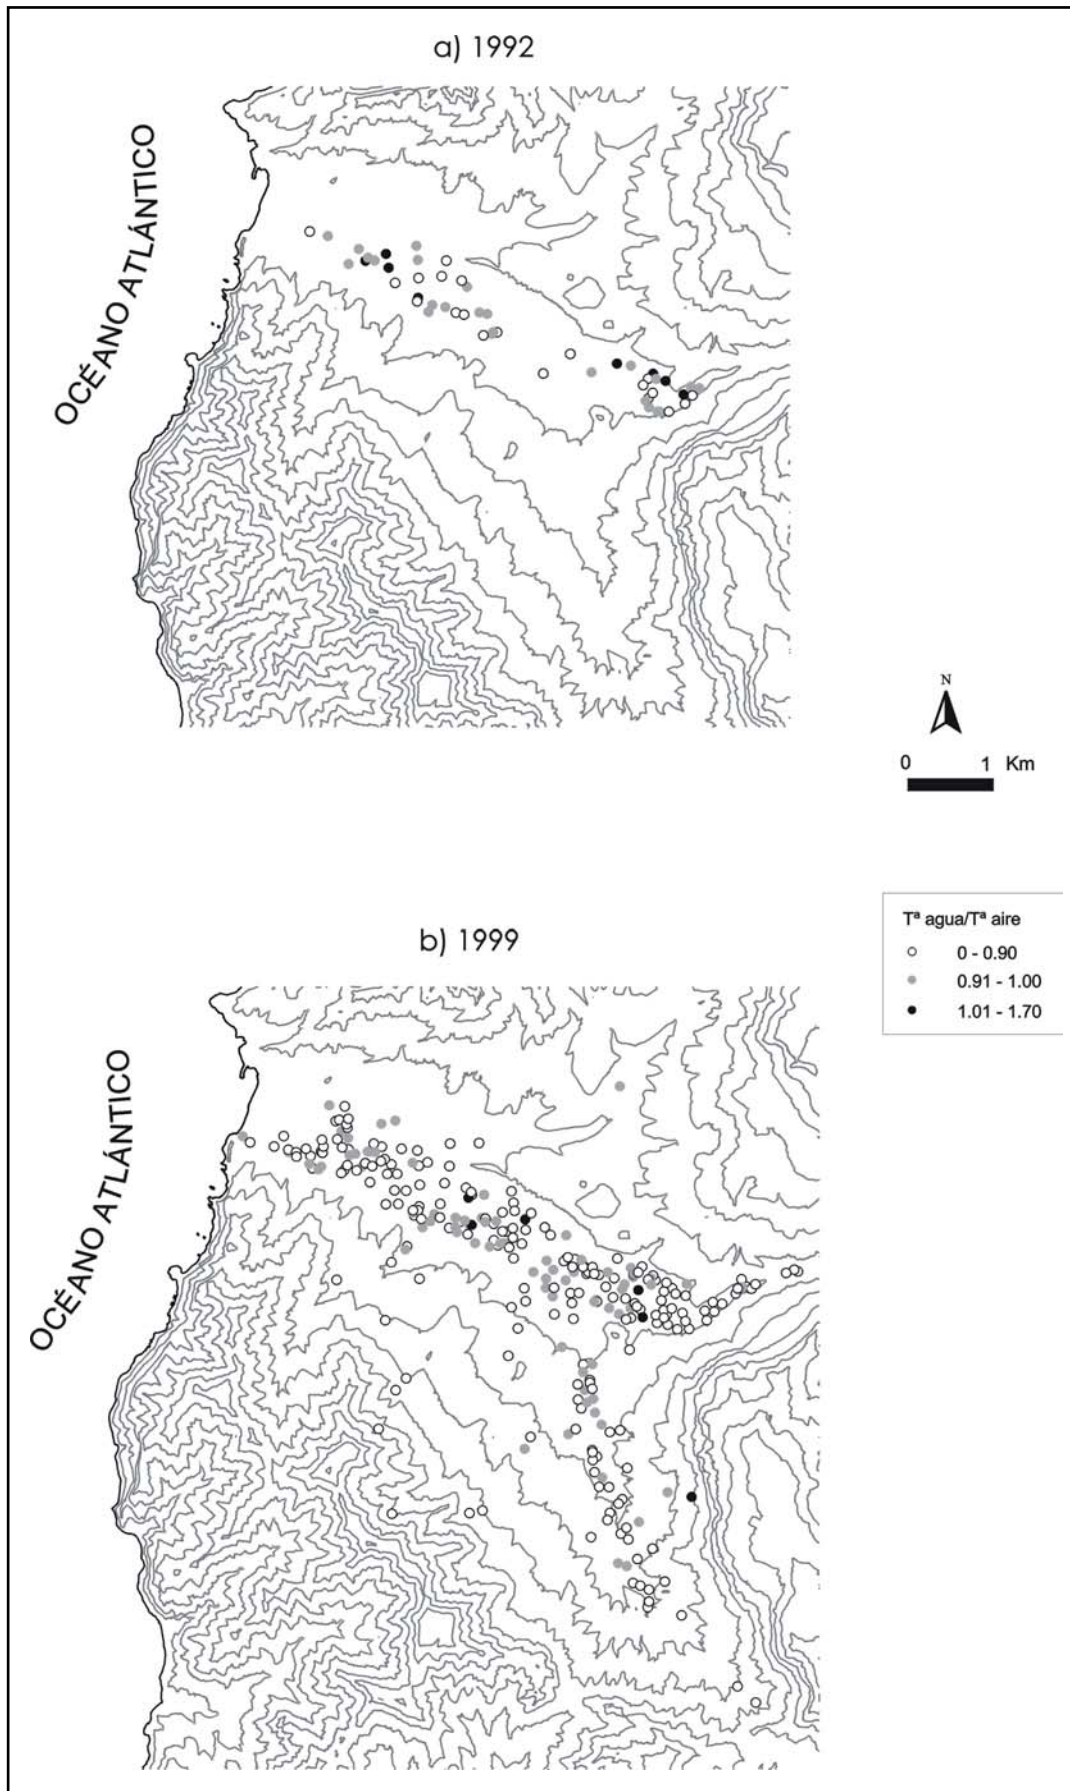 a) 1992
OCÉANO ATLÁNTICO
N
0 1 Km
b) 1999
Tª agua/Tª aire
0 - 0.90
0.91 - 1.00
1.01 - 1.70
OCÉANO ATLÁNTICO